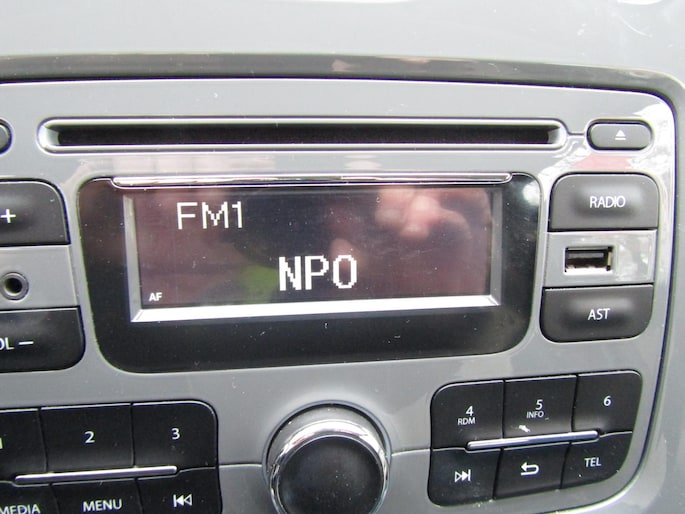 RADIO
FM1
+
NPO
AF
AST
OL −
4
RDM
5
INFO
6
2
3
TEL
MEDIA
MENU